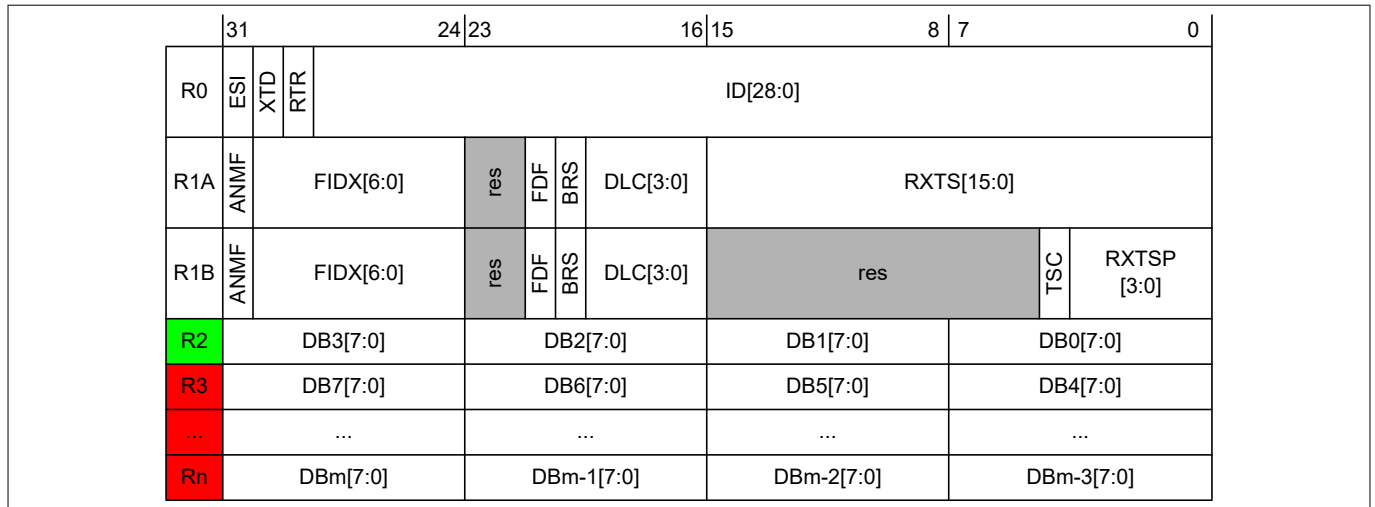 31 24 23 16 15 8 7 0
R0 ESI XTD RTR ID[28:0]
R1A ANMF FIDX[6:0] res FDF BRS DLC[3:0] RXTS[15:0]
R1B ANMF FIDX[6:0] res FDF BRS DLC[3:0] res TSC RXTSP
[3:0]
R2 DB3[7:0] DB2[7:0] DB1[7:0] DB0[7:0]
R3 DB7[7:0] DB6[7:0] DB5[7:0] DB4[7:0]
... ... ... ... ...
Rn DBm[7:0] DBm-1[7:0] DBm-2[7:0] DBm-3[7:0]